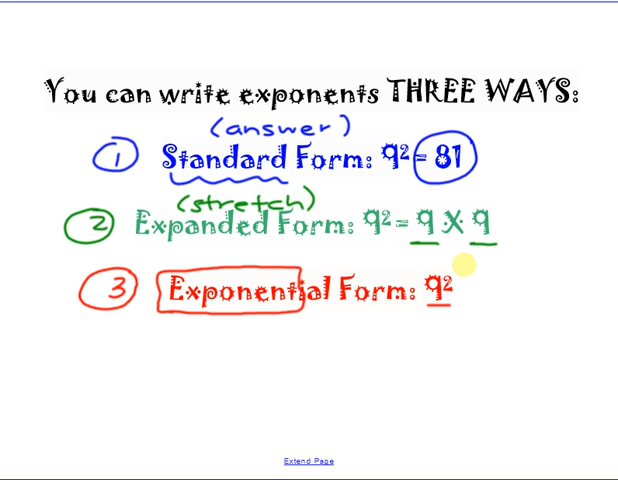 You can write exponents THREE WAYS:
(answer)
1 Standard Form: 9² = 81
(stretch)
2 Expanded Form: 9² = 9 X 9
3 Exponential Form: 9²
Extend Page